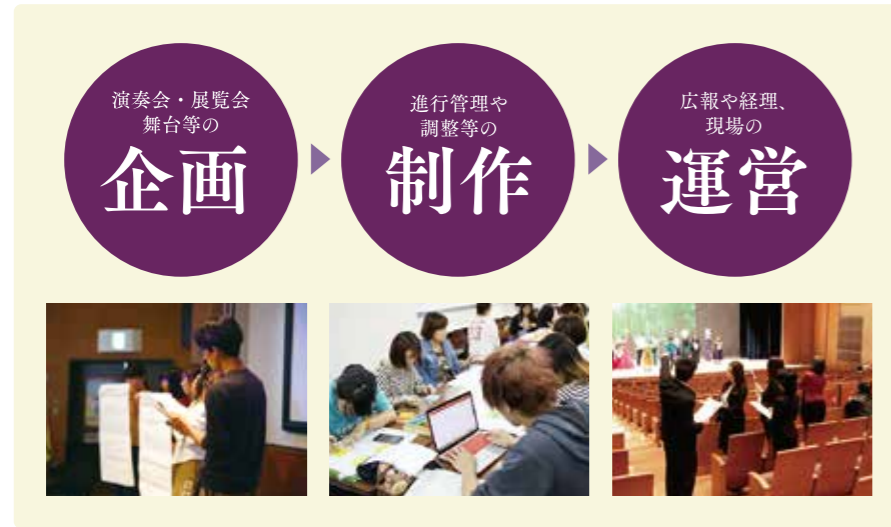 演奏会・展覧会
舞台等の
企画
進行管理や
調整等の
制作
広報や経理、
現場の
運営